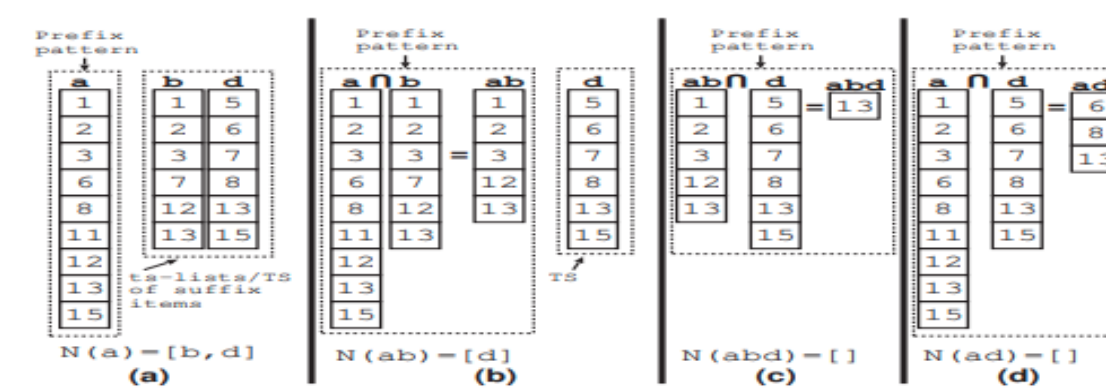 Prefix
pattern
a b d
1 1 5
2 2 6
3 3 7
6 7 8
8 12 13
11 13 15
12
13
15
ts-lists/TS
of suffix
items
N(a)=[b,d]
(a)
Prefix
pattern
a ∩ b ab d
1 1 1 5
2 2 2 6
3 3 = 3 7
6 7 12 8
8 12 13 13
11 13 15
12
13
15
TS
N(ab)=[d]
(b)
Prefix
pattern
ab ∩ d abd
1 5 = 13
2 6
3 7
12 8
13 13
15
N(abd)=[]
(c)
Prefix
pattern
a ∩ d ad
1 5 = 6
2 6 8
3 7 13
6 8
8 13
11 15
12
13
15
N(ad)=[]
(d)